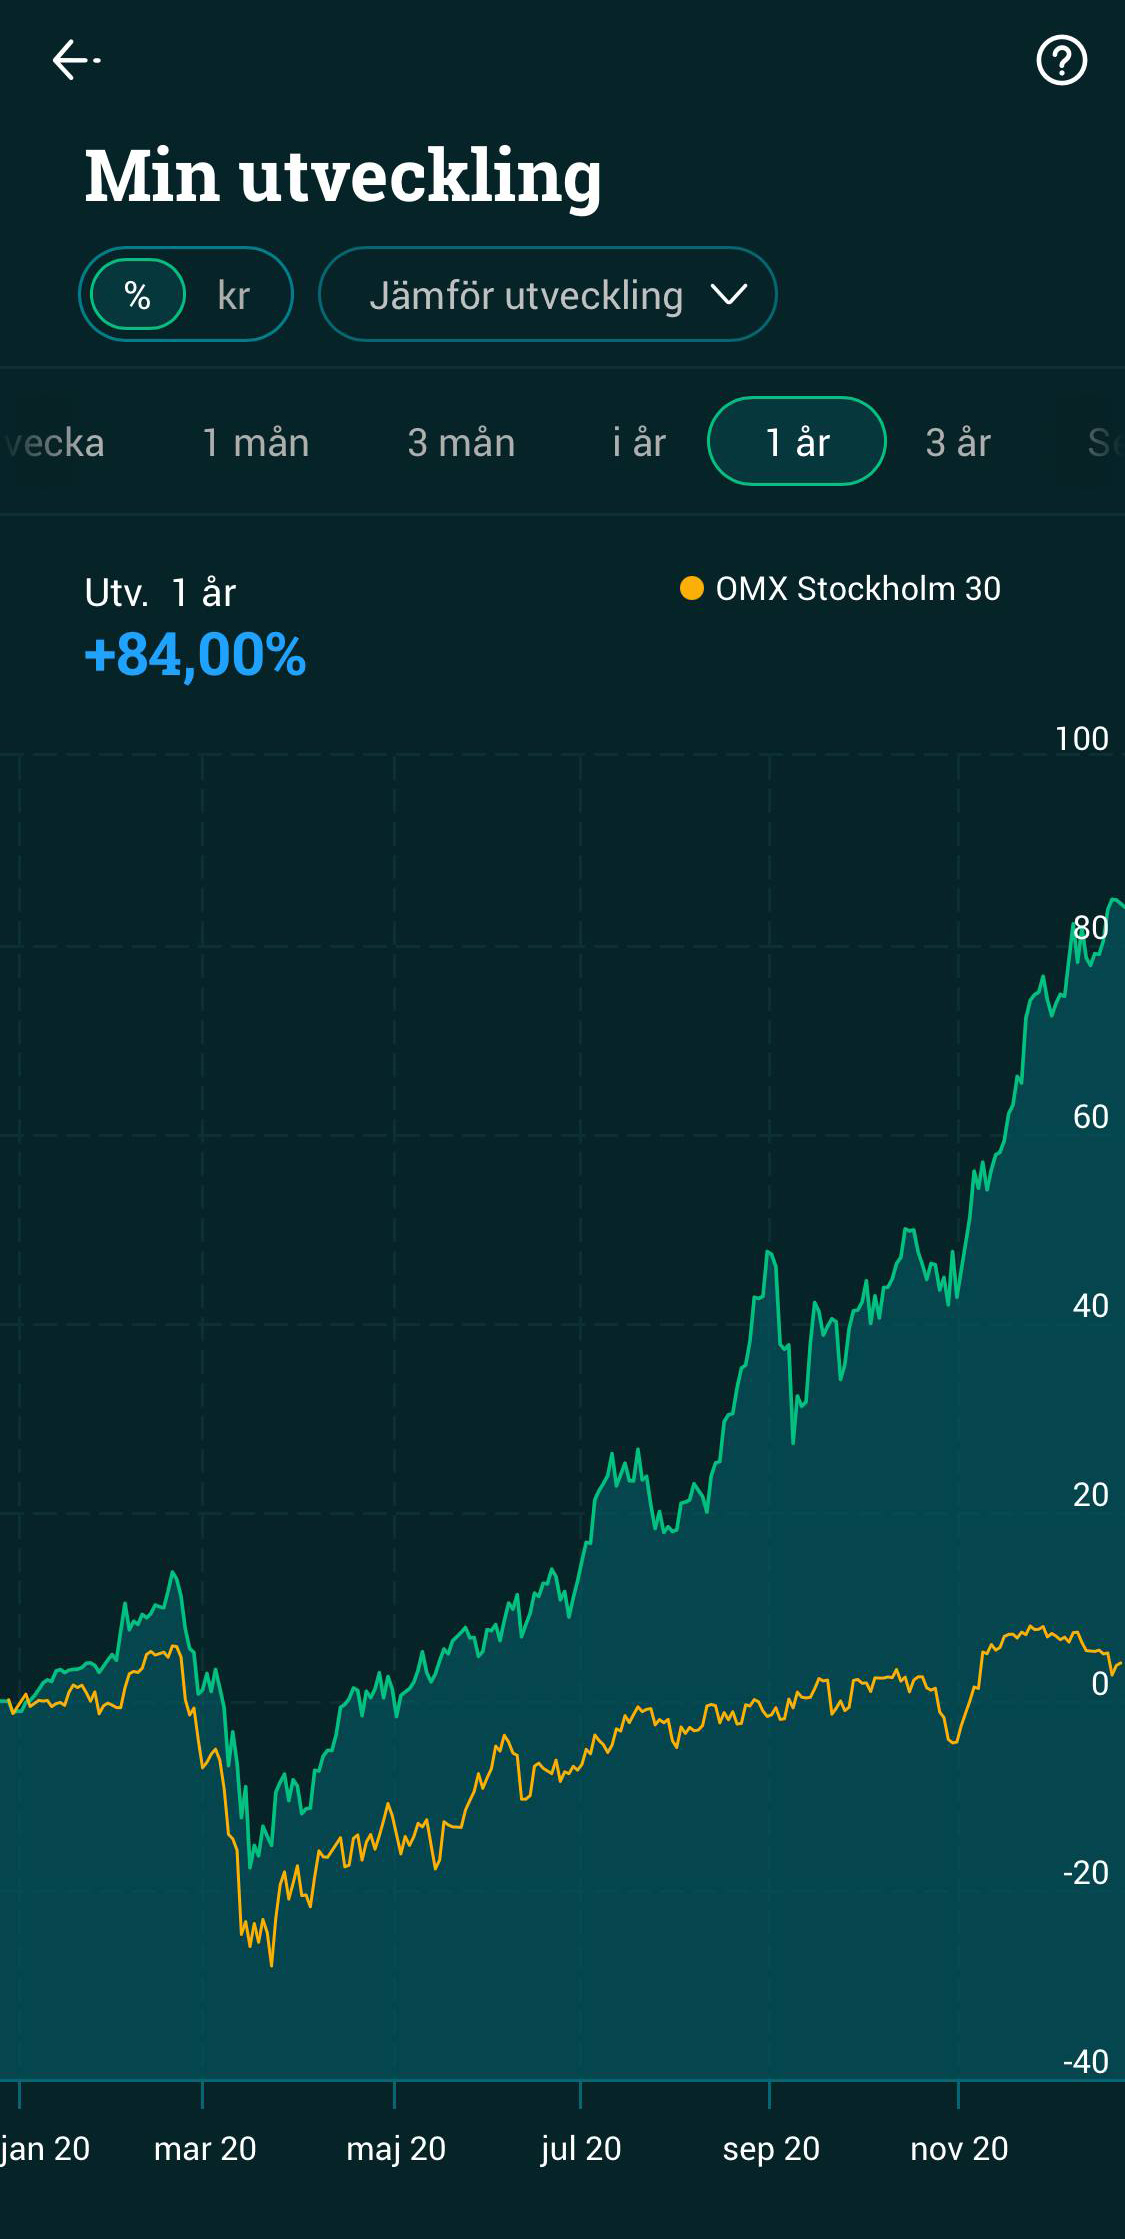 Min utveckling
% kr Jämför utveckling
vecka 1 mån 3 mån i år 1 år 3 år Se
Utv. 1 år
OMX Stockholm 30
+84,00%
100
80
60
40
20
0
-20
-40
jan 20 mar 20 maj 20 jul 20 sep 20 nov 20